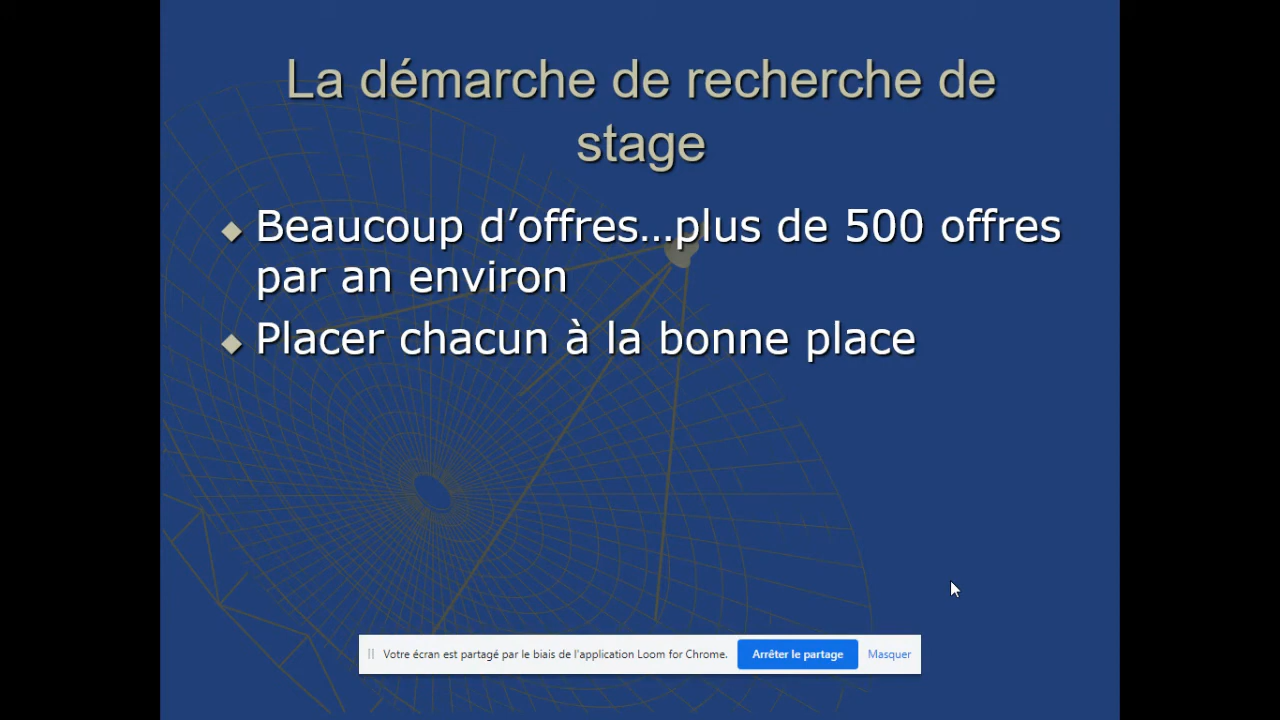 La démarche de recherche de
stage
Beaucoup d’offres…plus de 500 offres
par an environ
Placer chacun à la bonne place
Votre écran est partagé par le biais de l'application Loom for Chrome.
Arrêter le partage
Masquer